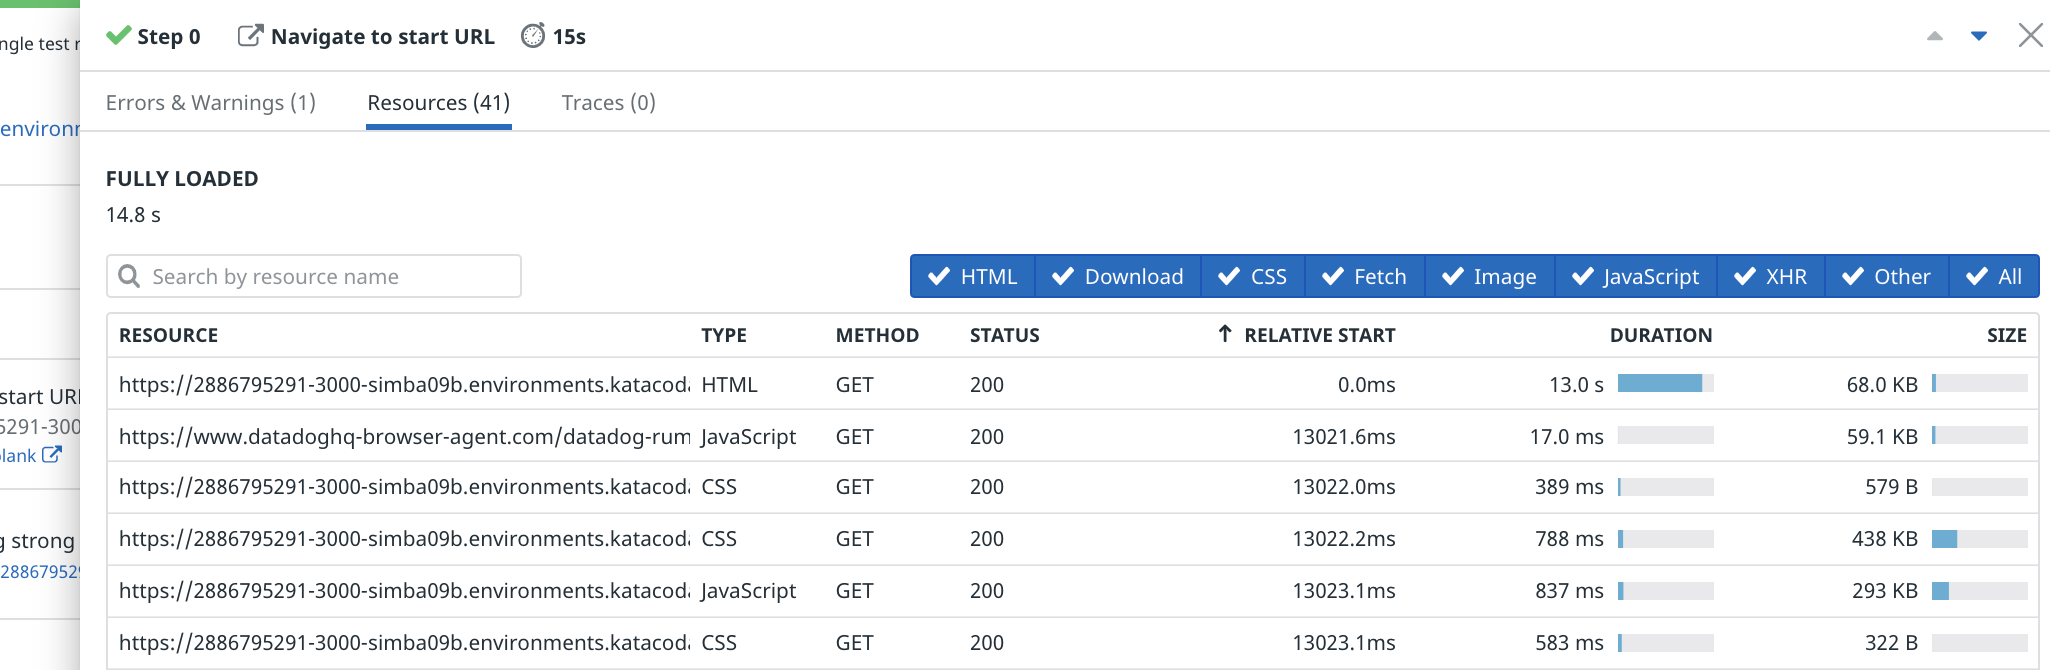 Step 0 Navigate to start URL 15s
ngle test r
Errors & Warnings (1) Resources (41) Traces (0)
environr
FULLY LOADED
14.8 s
Search by resource name HTML Download CSS Fetch Image JavaScript XHR Other All
RESOURCE TYPE METHOD STATUS ↑ RELATIVE START DURATION SIZE
https://2886795291-3000-simba09b.environments.katacoda HTML GET 200 0.0ms 13.0 s 68.0 KB
start URI
5291-300
https://www.datadoghq-browser-agent.com/datadog-rum JavaScript GET 200 13021.6ms 17.0 ms 59.1 KB
lank
https://2886795291-3000-simba09b.environments.katacoda CSS GET 200 13022.0ms 389 ms 579 B
https://2886795291-3000-simba09b.environments.katacoda CSS GET 200 13022.2ms 788 ms 438 KB
g strong
288679529
https://2886795291-3000-simba09b.environments.katacoda JavaScript GET 200 13023.1ms 837 ms 293 KB
https://2886795291-3000-simba09b.environments.katacoda CSS GET 200 13023.1ms 583 ms 322 B